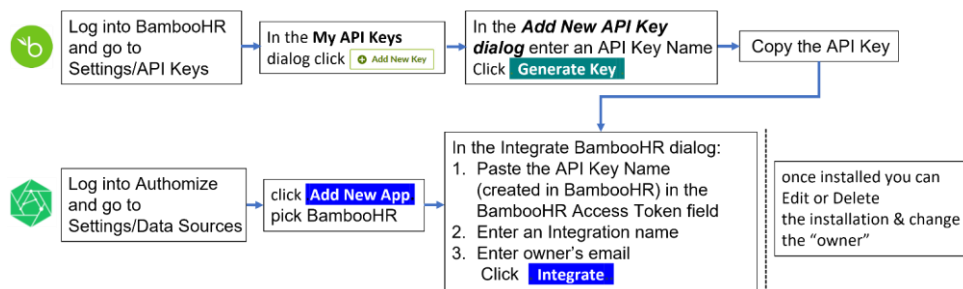 Log into BambooHR
and go to
Settings/API Keys
In the My API Keys
dialog click Add New Key
In the Add New API Key
dialog enter an API Key Name
Click Generate Key
Copy the API Key
Log into Authomize
and go to
Settings/Data Sources
click Add New App
pick BambooHR
In the Integrate BambooHR dialog:
1. Paste the API Key Name
(created in BambooHR) in the
BambooHR Access Token field
2. Enter an Integration name
3. Enter owner's email
Click Integrate
once installed you can
Edit or Delete
the installation & change
the “owner”